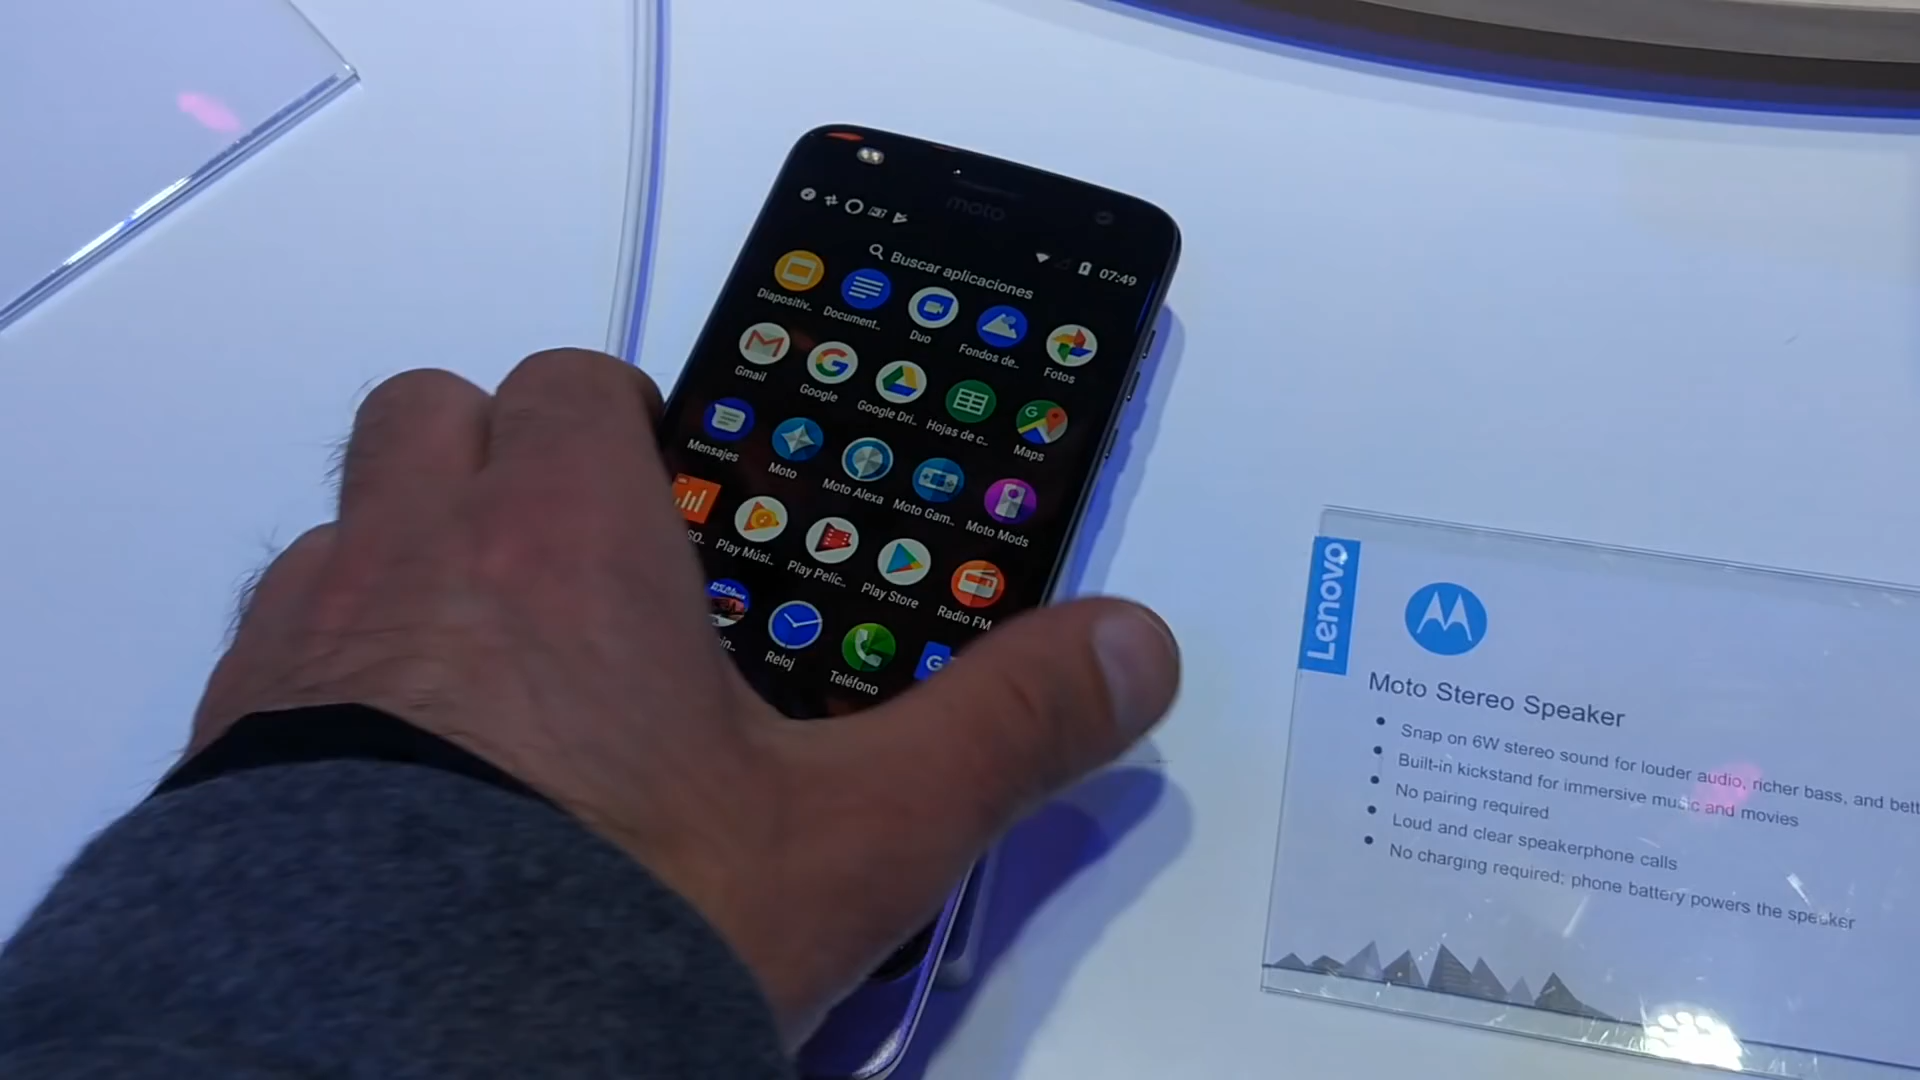 moto
07:49
Buscar aplicaciones
Diapositiv..
Document..
Duo
Fondos de..
Fotos
Gmail
Google
Google Dri..
Hojas de c..
Maps
Mensajes
Moto
Moto Alexa
Moto Gam..
Moto Mods
SO..
Play Músi..
Play Pelíc..
Play Store
Radio FM
in..
Reloj
Teléfono
Lenovo
Moto Stereo Speaker
• Snap on 6W stereo sound for louder audio, richer bass, and bett
• Built-in kickstand for immersive music and movies
• No pairing required
• Loud and clear speakerphone calls
• No charging required; phone battery powers the speaker